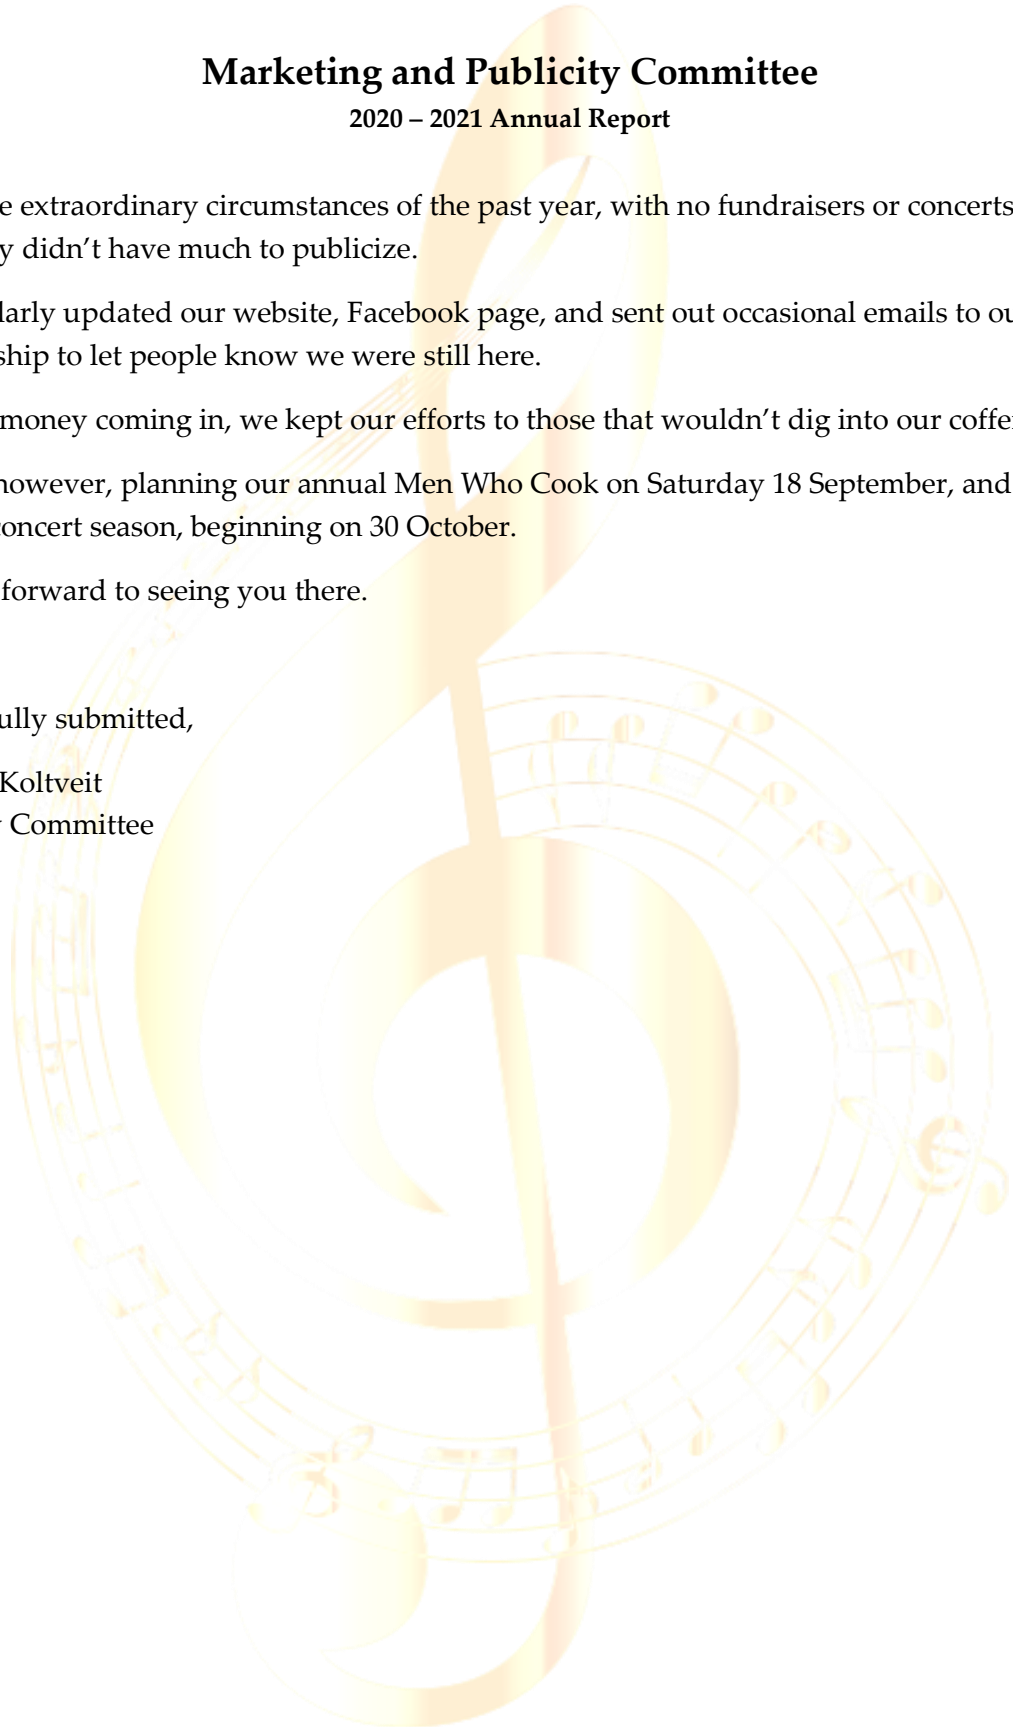 Marketing and Publicity Committee
2020 – 2021 Annual Report
e extraordinary circumstances of the past year, with no fundraisers or concerts
y didn’t have much to publicize.
larly updated our website, Facebook page, and sent out occasional emails to ou
ship to let people know we were still here.
money coming in, we kept our efforts to those that wouldn’t dig into our coffe
however, planning our annual Men Who Cook on Saturday 18 September, and
concert season, beginning on 30 October.
forward to seeing you there.
ully submitted,
Koltveit
y Committee